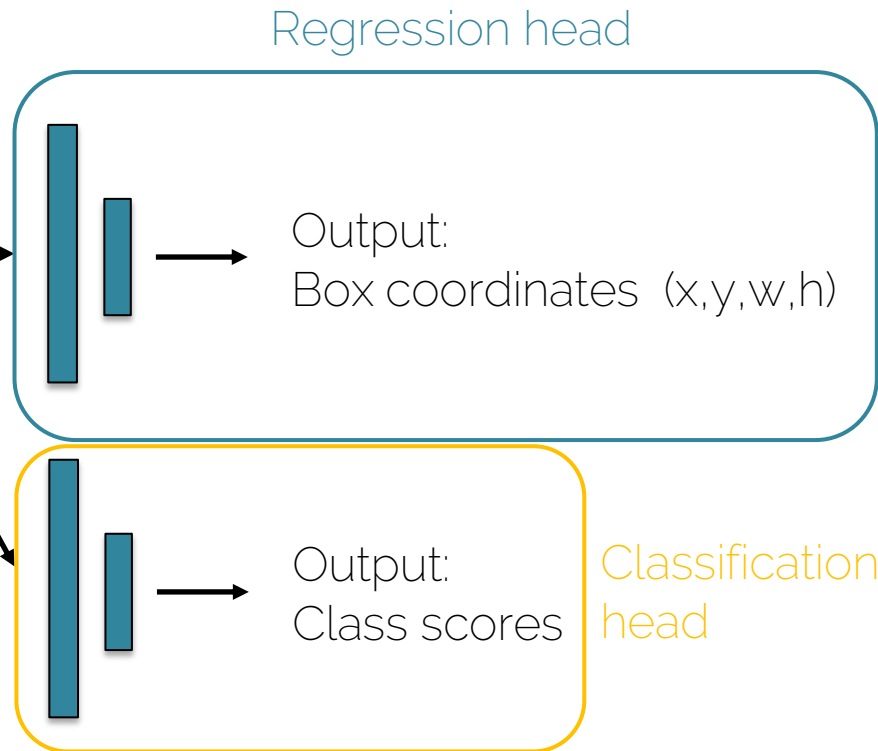 Regression head
Output:
Box coordinates (x,y,w,h)
Output:
Class scores
Classification
head